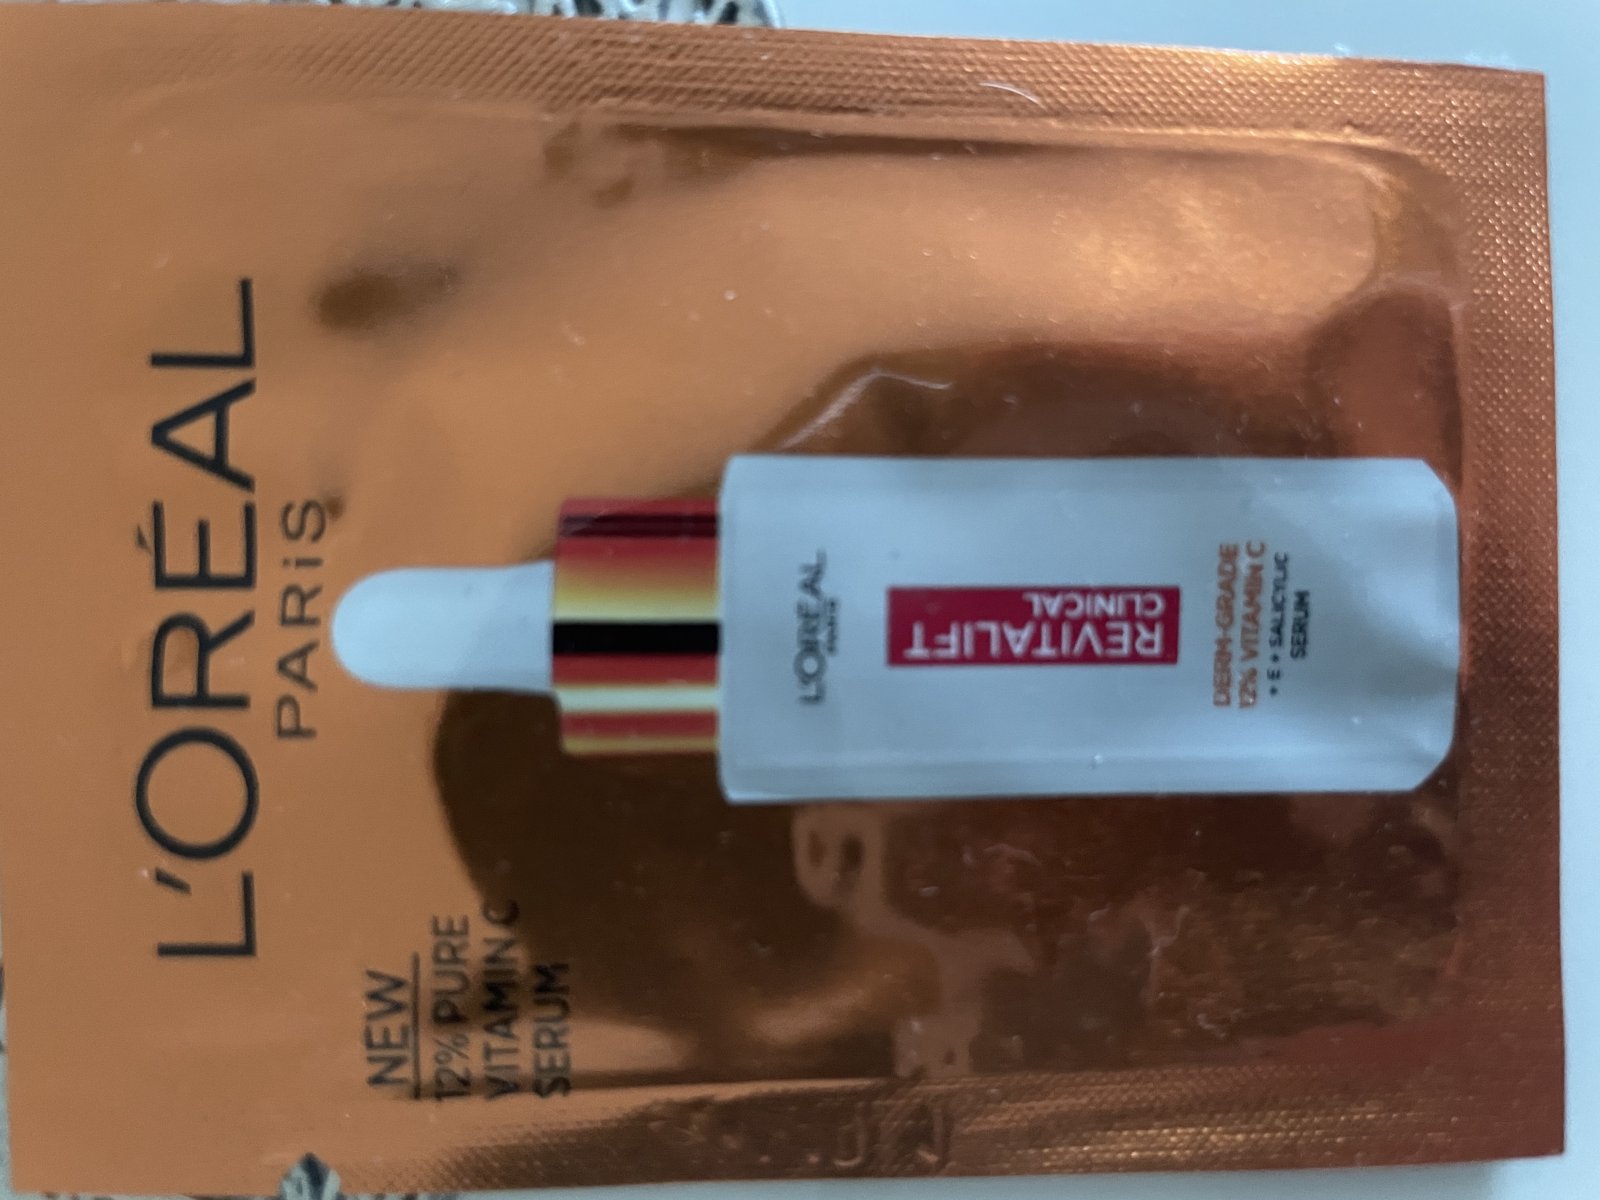 L'ORÉAL
PARiS
NEW
12% PURE
VITAMIN C
SERUM
L'ORÉAL
PARIS
REVITALIFT
CLINICAL
DERM-GRADE
12% VITAMIN C
+ E + SALICYLIC
SERUM